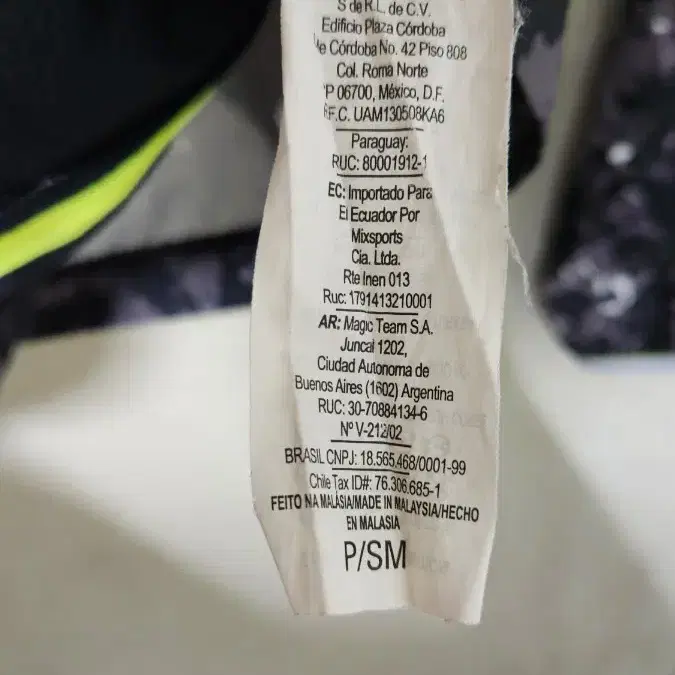 S de R.L. de C.V.
Edificio Plaza Córdoba
e Córdoba No. 42 Piso 808
Col. Roma Norte
P 06700, México, D.F.
F.C. UAM130508KA6
Paraguay:
RUC: 80001912-1
EC: Importado Para
El Ecuador Por
Mixsports
Cia. Ltda.
Rte Inen 013
Ruc: 1791413210001
AR: Magic Team S.A.
Juncal 1202,
Ciudad Autonoma de
Buenos Aires (1602) Argentina
RUC: 30-70884134-6
Nº V-212/02
BRASIL CNPJ: 18.565.468/0001-99
Chile Tax ID#: 76.306.685-1
FEITO NA MALÁSIA/MADE IN MALAYSIA/HECHO
EN MALASIA
P/SM